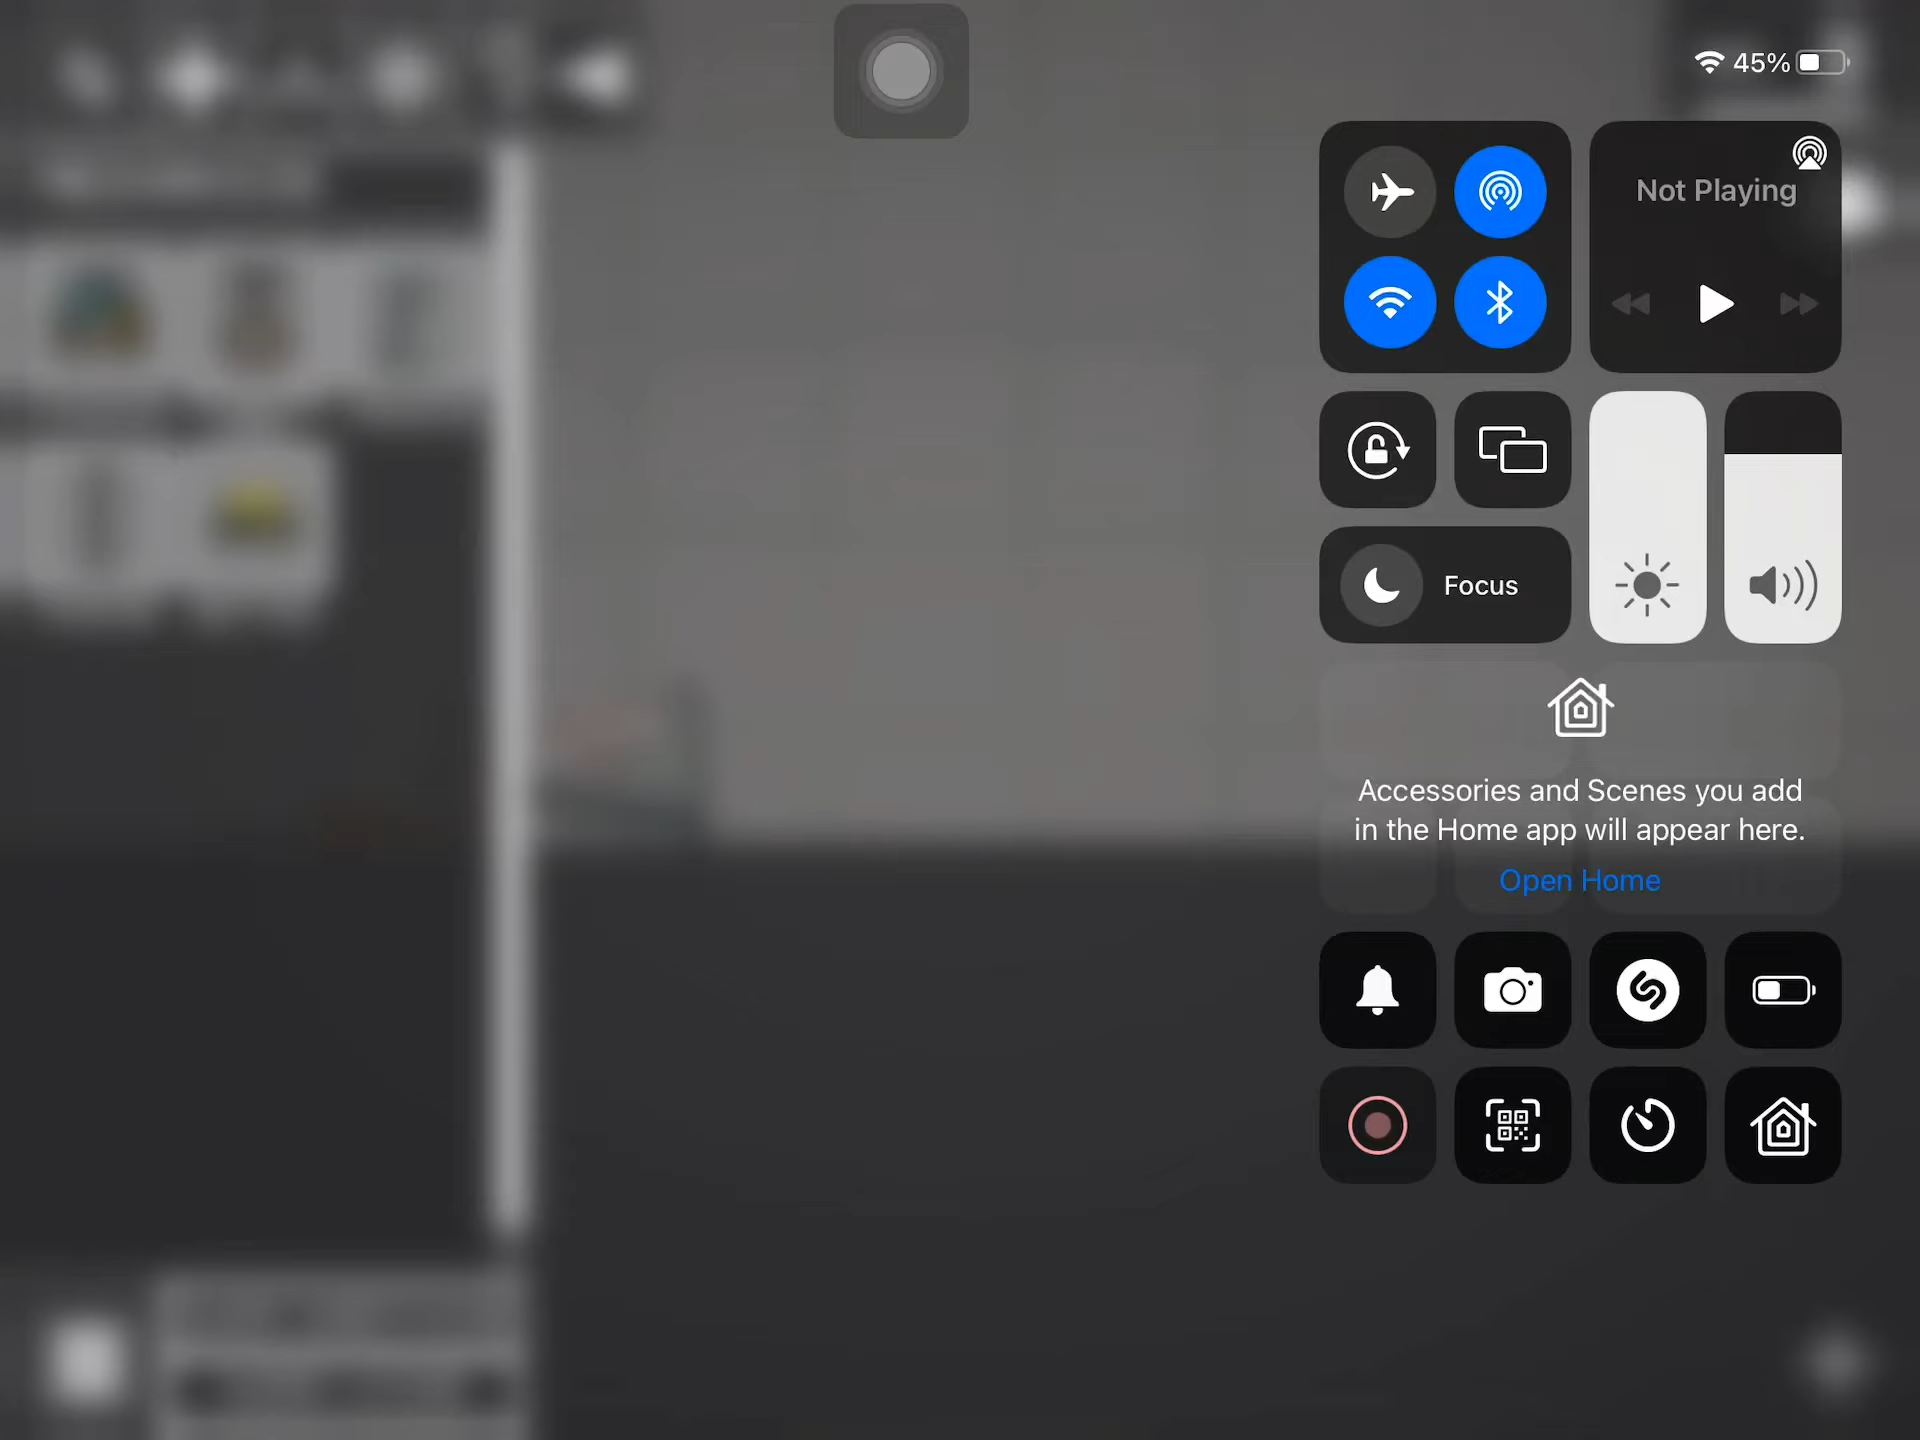 45%
Not Playing
Focus
Accessories and Scenes you add
in the Home app will appear here.
Open Home